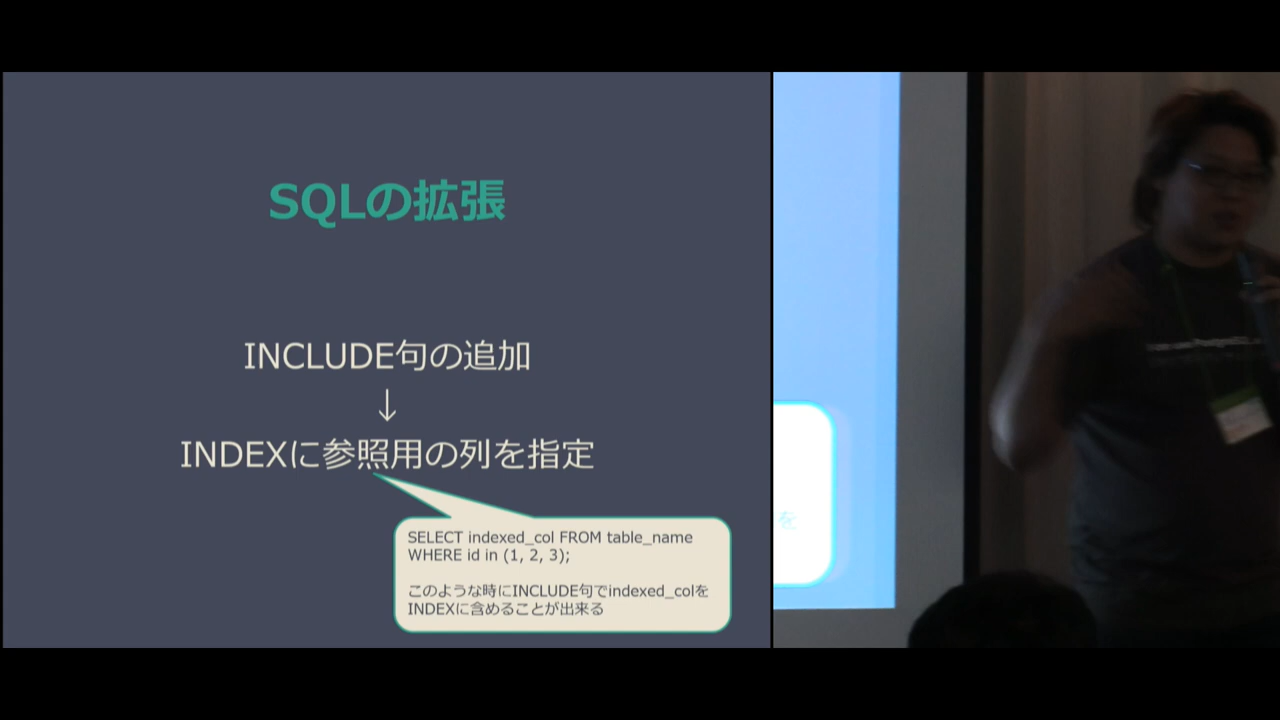 SQLの拡張
INCLUDE句の追加
↓
INDEXに参照用の列を指定
SELECT indexed_col FROM table_name
WHERE id in (1, 2, 3);
このような時にINCLUDE句でindexed_colを
INDEXに含めることが出来る
を